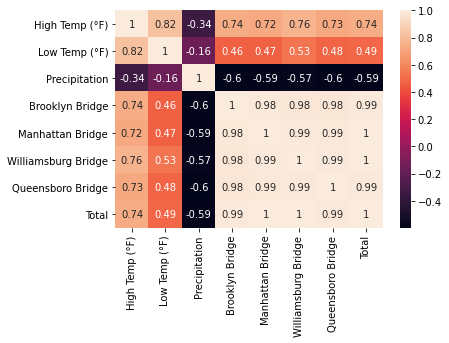 High Temp (°F) 1 0.82 -0.34 0.74 0.72 0.76 0.73 0.74
Low Temp (°F) 0.82 1 -0.16 0.46 0.47 0.53 0.48 0.49
Precipitation -0.34 -0.16 1 -0.6 -0.59 -0.57 -0.6 -0.59
Brooklyn Bridge 0.74 0.46 -0.6 1 0.98 0.98 0.98 0.99
Manhattan Bridge 0.72 0.47 -0.59 0.98 1 0.99 0.99 1
Williamsburg Bridge 0.76 0.53 -0.57 0.98 0.99 1 0.99 1
Queensboro Bridge 0.73 0.48 -0.6 0.98 0.99 0.99 1 0.99
Total 0.74 0.49 -0.59 0.99 1 1 0.99 1
High Temp (°F)
Low Temp (°F)
Precipitation
Brooklyn Bridge
Manhattan Bridge
Williamsburg Bridge
Queensboro Bridge
Total
1.0
0.8
0.6
0.4
0.2
0.0
−0.2
−0.4